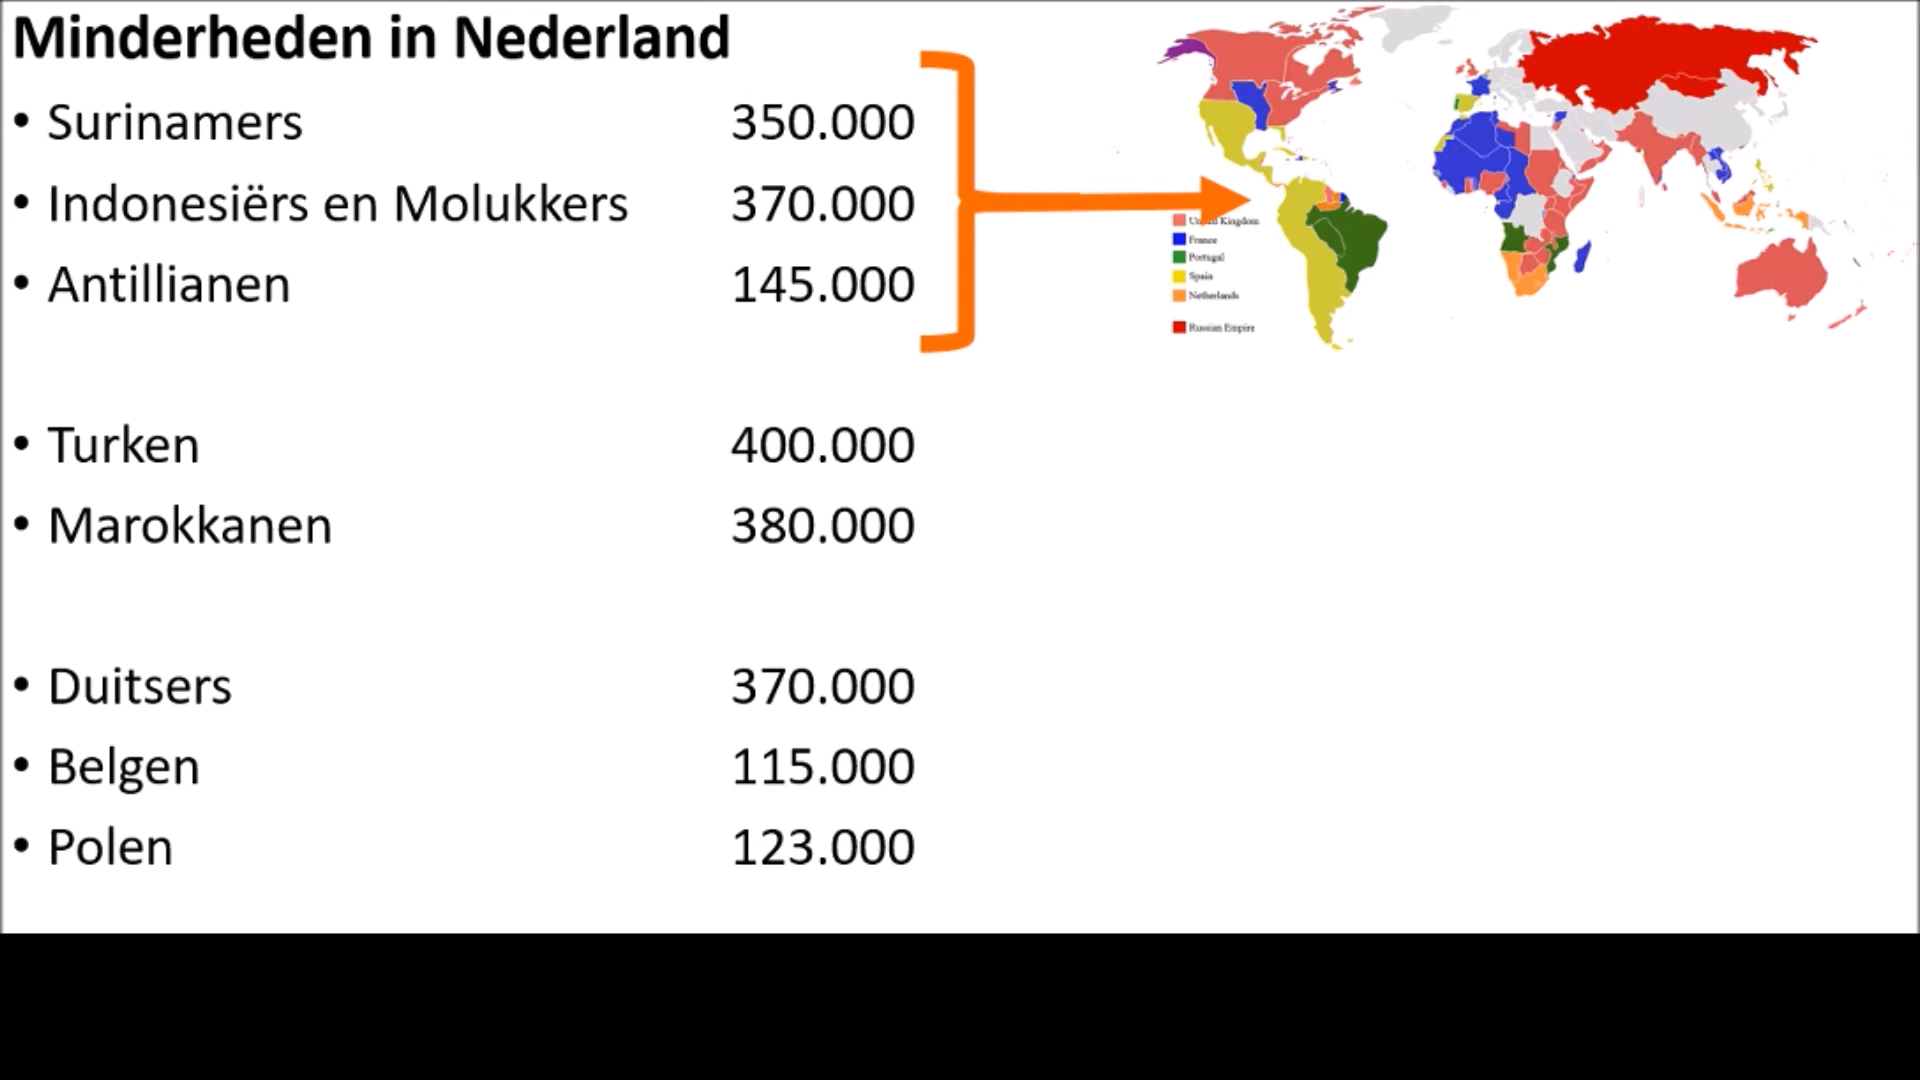 Minderheden in Nederland
• Surinamers 350.000
• Indonesiërs en Molukkers 370.000
• Antillianen 145.000
• Turken 400.000
• Marokkanen 380.000
• Duitsers 370.000
• Belgen 115.000
• Polen 123.000
Kingdom
France
Portugal
Spain
Netherlands
Russian Empire